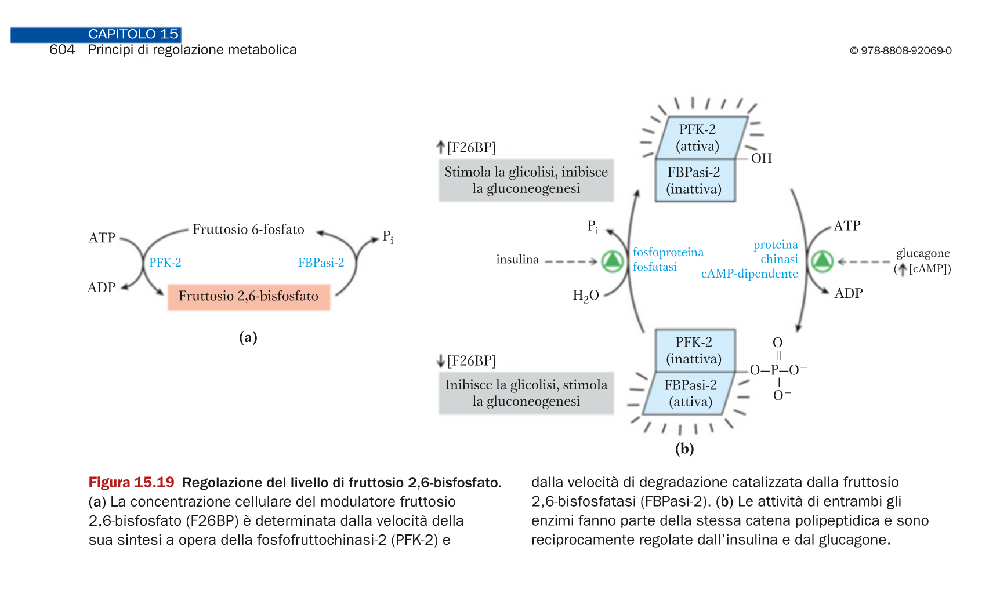 CAPITOLO 15
604 Principi di regolazione metabolica
© 978-8808-92069-0
ATP
Fruttosio 6-fosfato
Pi
PFK-2
FBPasi-2
ADP
Fruttosio 2,6-bisfosfato
(a)
↑[F26BP]
Stimola la glicolisi, inibisce
la gluconeogenesi
PFK-2
(attiva)
OH
FBPasi-2
(inattiva)
Pi
insulina
H2O
fosfoproteina
fosfatasi
proteina
chinasi
cAMP-dipendente
ATP
glucagone
(↑[cAMP])
ADP
↓[F26BP]
Inibisce la glicolisi, stimola
la gluconeogenesi
PFK-2
(inattiva)
FBPasi-2
(attiva)
O
||
O–P–O−
|
O−
(b)
Figura 15.19 Regolazione del livello di fruttosio 2,6-bisfosfato.
(a) La concentrazione cellulare del modulatore fruttosio
2,6-bisfosfato (F26BP) è determinata dalla velocità della
sua sintesi a opera della fosfofruttochinasi-2 (PFK-2) e
dalla velocità di degradazione catalizzata dalla fruttosio
2,6-bisfosfatasi (FBPasi-2). (b) Le attività di entrambi gli
enzimi fanno parte della stessa catena polipeptidica e sono
reciprocamente regolate dall’insulina e dal glucagone.